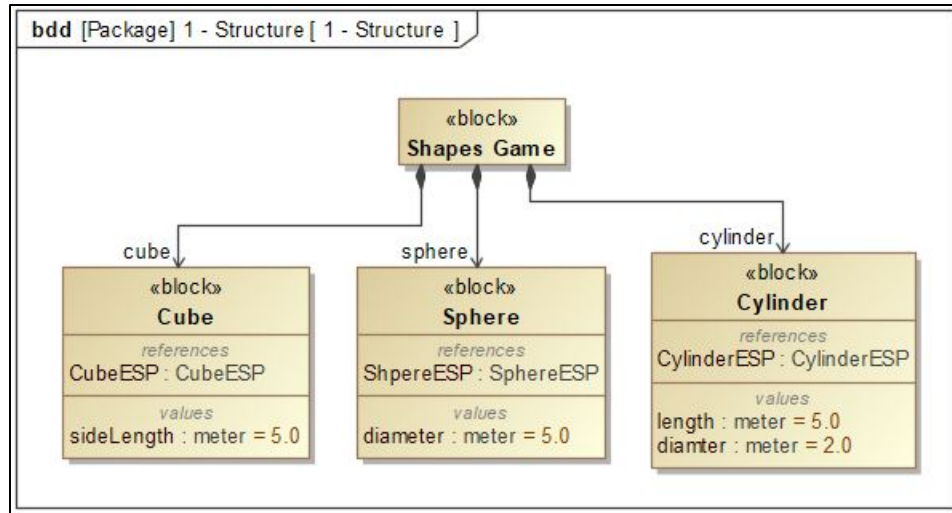 bdd [Package] 1 - Structure [ 1 - Structure ]
«block»
Shapes Game
cube
sphere
cylinder
«block»
Cube
references
CubeESP : CubeESP
values
sideLength : meter = 5.0
«block»
Sphere
references
ShpereESP : SphereESP
values
diameter : meter = 5.0
«block»
Cylinder
references
CylinderESP : CylinderESP
values
length : meter = 5.0
diamter : meter = 2.0